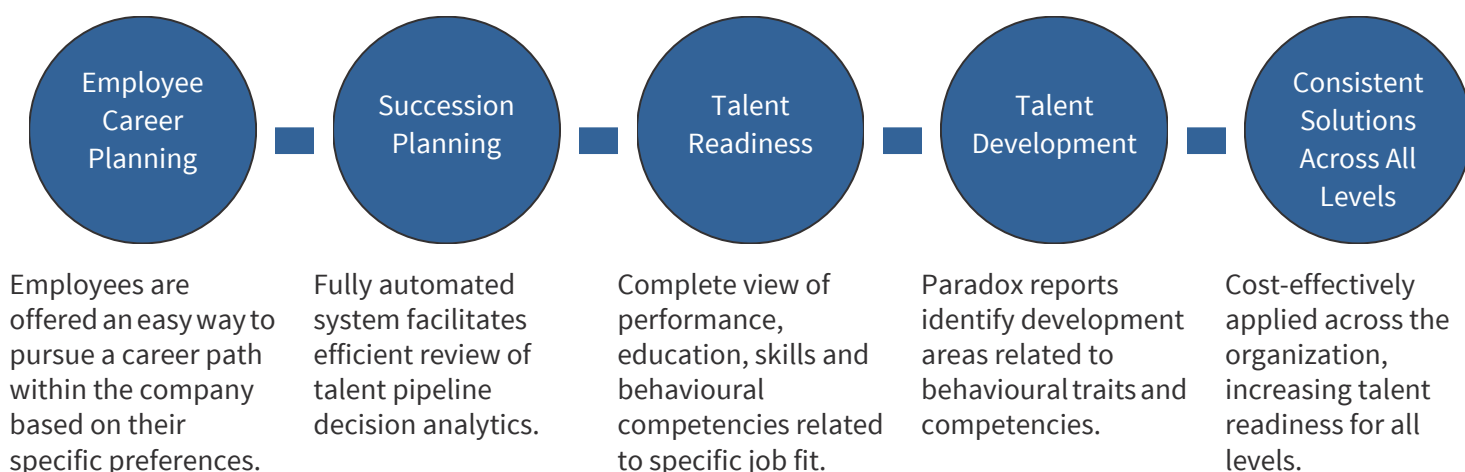 Employee
Career
Planning
Succession
Planning
Talent
Readiness
Talent
Development
Consistent
Solutions
Across All
Levels
Employees are
offered an easy way to
pursue a career path
within the company
based on their
specific preferences.
Fully automated
system facilitates
efficient review of
talent pipeline
decision analytics.
Complete view of
performance,
education, skills and
behavioural
competencies related
to specific job fit.
Paradox reports
identify development
areas related to
behavioural traits and
competencies.
Cost-effectively
applied across the
organization,
increasing talent
readiness for all
levels.